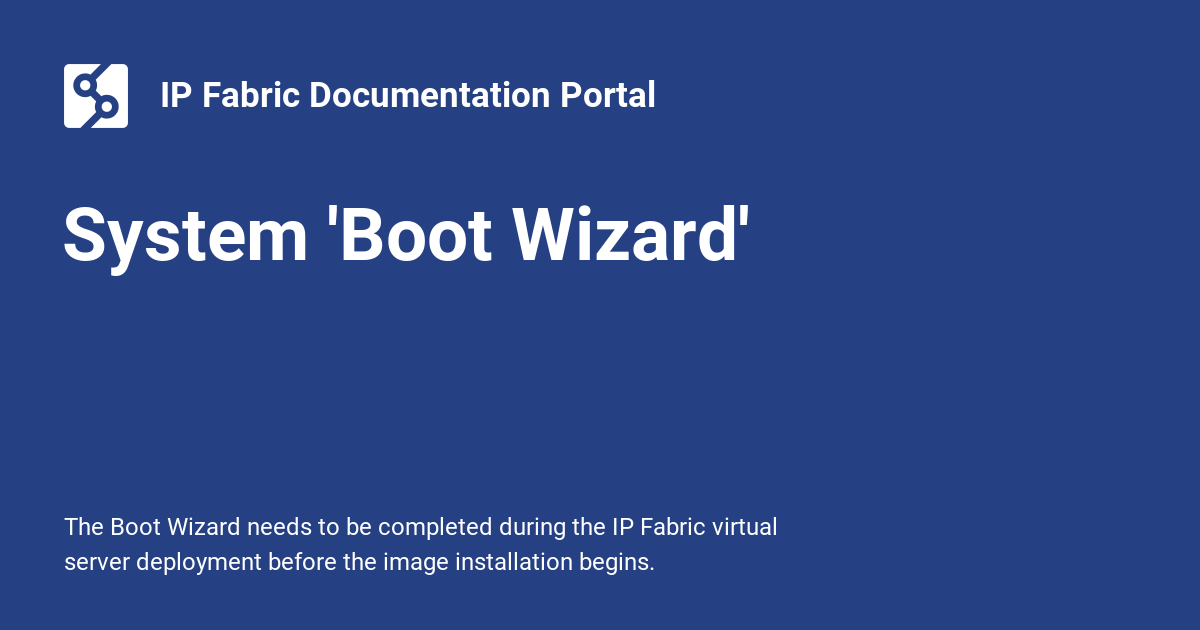 IP Fabric Documentation Portal
System 'Boot Wizard'
The Boot Wizard needs to be completed during the IP Fabric virtual
server deployment before the image installation begins.